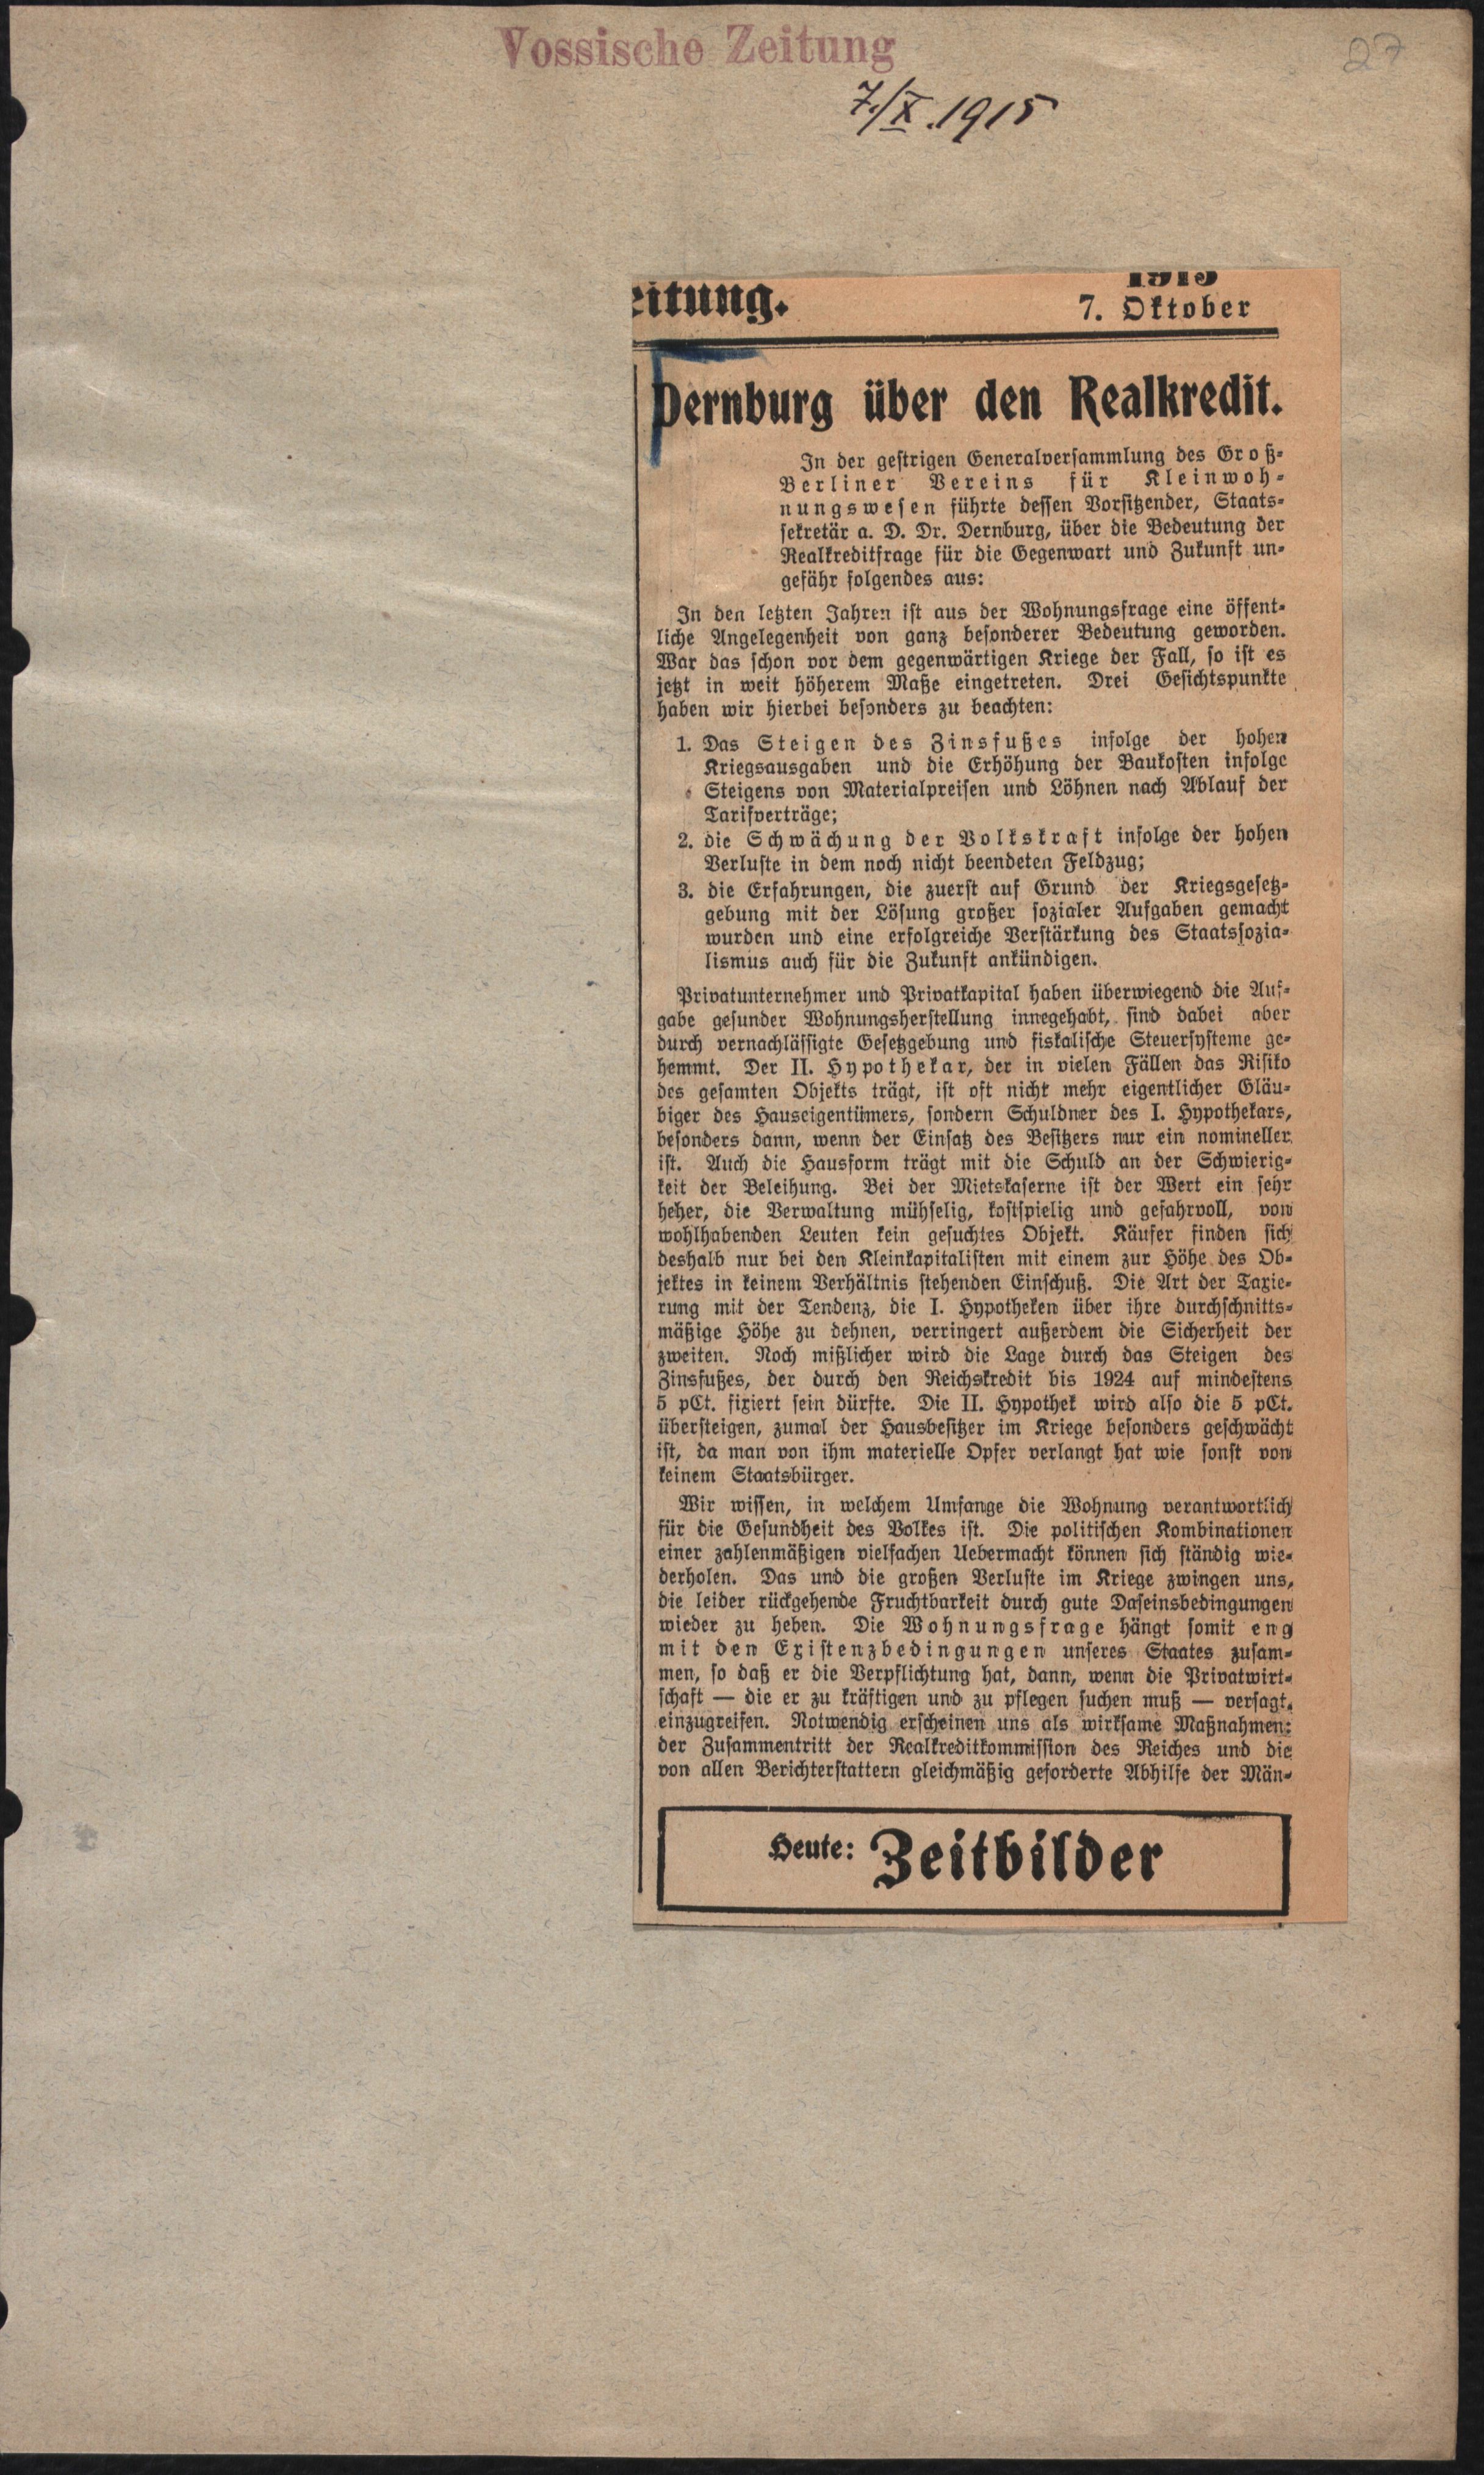 Vossische Zeitung
27
7./X.1915
eitung.
1915
7. Oktober
Dernburg über den Realkredit.
In der gestrigen Generalversammlung des Groß-
Berliner Vereins für Kleinwoh-
nungswesen führte dessen Vorsitzender, Staats-
sekretär a. D. Dr. Dernburg, über die Bedeutung der
Realkreditfrage für die Gegenwart und Zukunft un-
gefähr folgendes aus:
In den letzten Jahren ist aus der Wohnungsfrage eine öffent-
liche Angelegenheit von ganz besonderer Bedeutung geworden.
War das schon vor dem gegenwärtigen Kriege der Fall, so ist es
jetzt in weit höherem Maße eingetreten. Drei Gesichtspunkte
haben wir hierbei besonders zu beachten:
1. Das Steigen des Zinsfußes infolge der hohen
Kriegsausgaben und die Erhöhung der Baukosten infolge
Steigens von Materialpreisen und Löhnen nach Ablauf der
Tarifverträge;
2. die Schwächung der Volkskraft infolge der hohen
Verluste in dem noch nicht beendeten Feldzug;
3. die Erfahrungen, die zuerst auf Grund der Kriegsgesetz-
gebung mit der Lösung großer sozialer Aufgaben gemacht
wurden und eine erfolgreiche Verstärkung des Staatssozia-
lismus auch für die Zukunft ankündigen.
Privatunternehmer und Privatkapital haben überwiegend die Auf-
gabe gesunder Wohnungsherstellung innegehabt, sind dabei aber
durch vernachlässigte Gesetzgebung und fiskalische Steuersysteme ge-
hemmt. Der II. Hypothekar, der in vielen Fällen das Risiko
des gesamten Objekts trägt, ist oft nicht mehr eigentlicher Gläu-
biger des Hauseigentümers, sondern Schuldner des I. Hypothekars,
besonders dann, wenn der Einsatz des Besitzers nur ein nomineller
ist. Auch die Hausform trägt mit die Schuld an der Schwierig-
keit der Beleihung. Bei der Mietskaserne ist der Wert ein sehr
heher, die Verwaltung mühselig, kostspielig und gefahrvoll, von
wohlhabenden Leuten kein gesuchtes Objekt. Käufer finden sich
deshalb nur bei den Kleinkapitalisten mit einem zur Höhe des Ob-
jektes in keinem Verhältnis stehenden Einschuß. Die Art der Taxie-
rung mit der Tendenz, die I. Hypotheken über ihre durchschnitts-
mäßige Höhe zu dehnen, verringert außerdem die Sicherheit der
zweiten. Noch mißlicher wird die Lage durch das Steigen des
Zinsfußes, der durch den Reichskredit bis 1924 auf mindestens
5 pCt. fixiert sein dürfte. Die II. Hypothek wird also die 5 pCt.
übersteigen, zumal der Hausbesitzer im Kriege besonders geschwächt
ist, da man von ihm materielle Opfer verlangt hat wie sonst von
keinem Staatsbürger.
Wir wissen, in welchem Umfange die Wohnung verantwortlich
für die Gesundheit des Volkes ist. Die politischen Kombinationen
einer zahlenmäßigen vielfachen Uebermacht können sich ständig wie-
derholen. Das und die großen Verluste im Kriege zwingen uns,
die leider rückgehende Fruchtbarkeit durch gute Daseinsbedingungen
wieder zu heben. Die Wohnungsfrage hängt somit eng
mit den Existenzbedingungen unseres Staates zusam-
men, so daß er die Verpflichtung hat, dann, wenn die Privatwirt-
schaft — die er zu kräftigen und zu pflegen suchen muß — versagt,
einzugreifen. Notwendig erscheinen uns als wirksame Maßnahmen:
der Zusammentritt der Realkreditkommission des Reiches und die
von allen Berichterstattern gleichmäßig geforderte Abhilfe der Män-
Heute: Zeitbilder